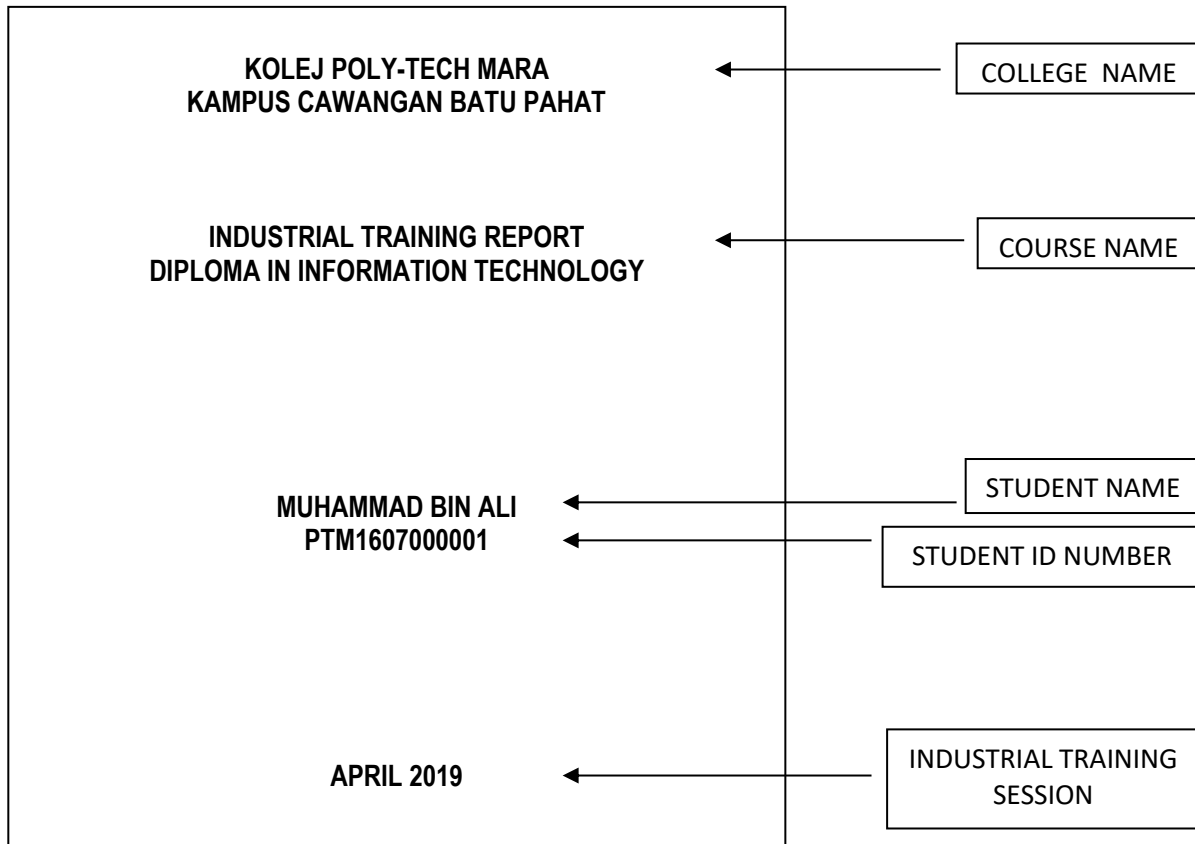 KOLEJ POLY-TECH MARA
KAMPUS CAWANGAN BATU PAHAT
COLLEGE NAME
INDUSTRIAL TRAINING REPORT
DIPLOMA IN INFORMATION TECHNOLOGY
COURSE NAME
MUHAMMAD BIN ALI
PTM1607000001
STUDENT NAME
STUDENT ID NUMBER
APRIL 2019
INDUSTRIAL TRAINING
SESSION